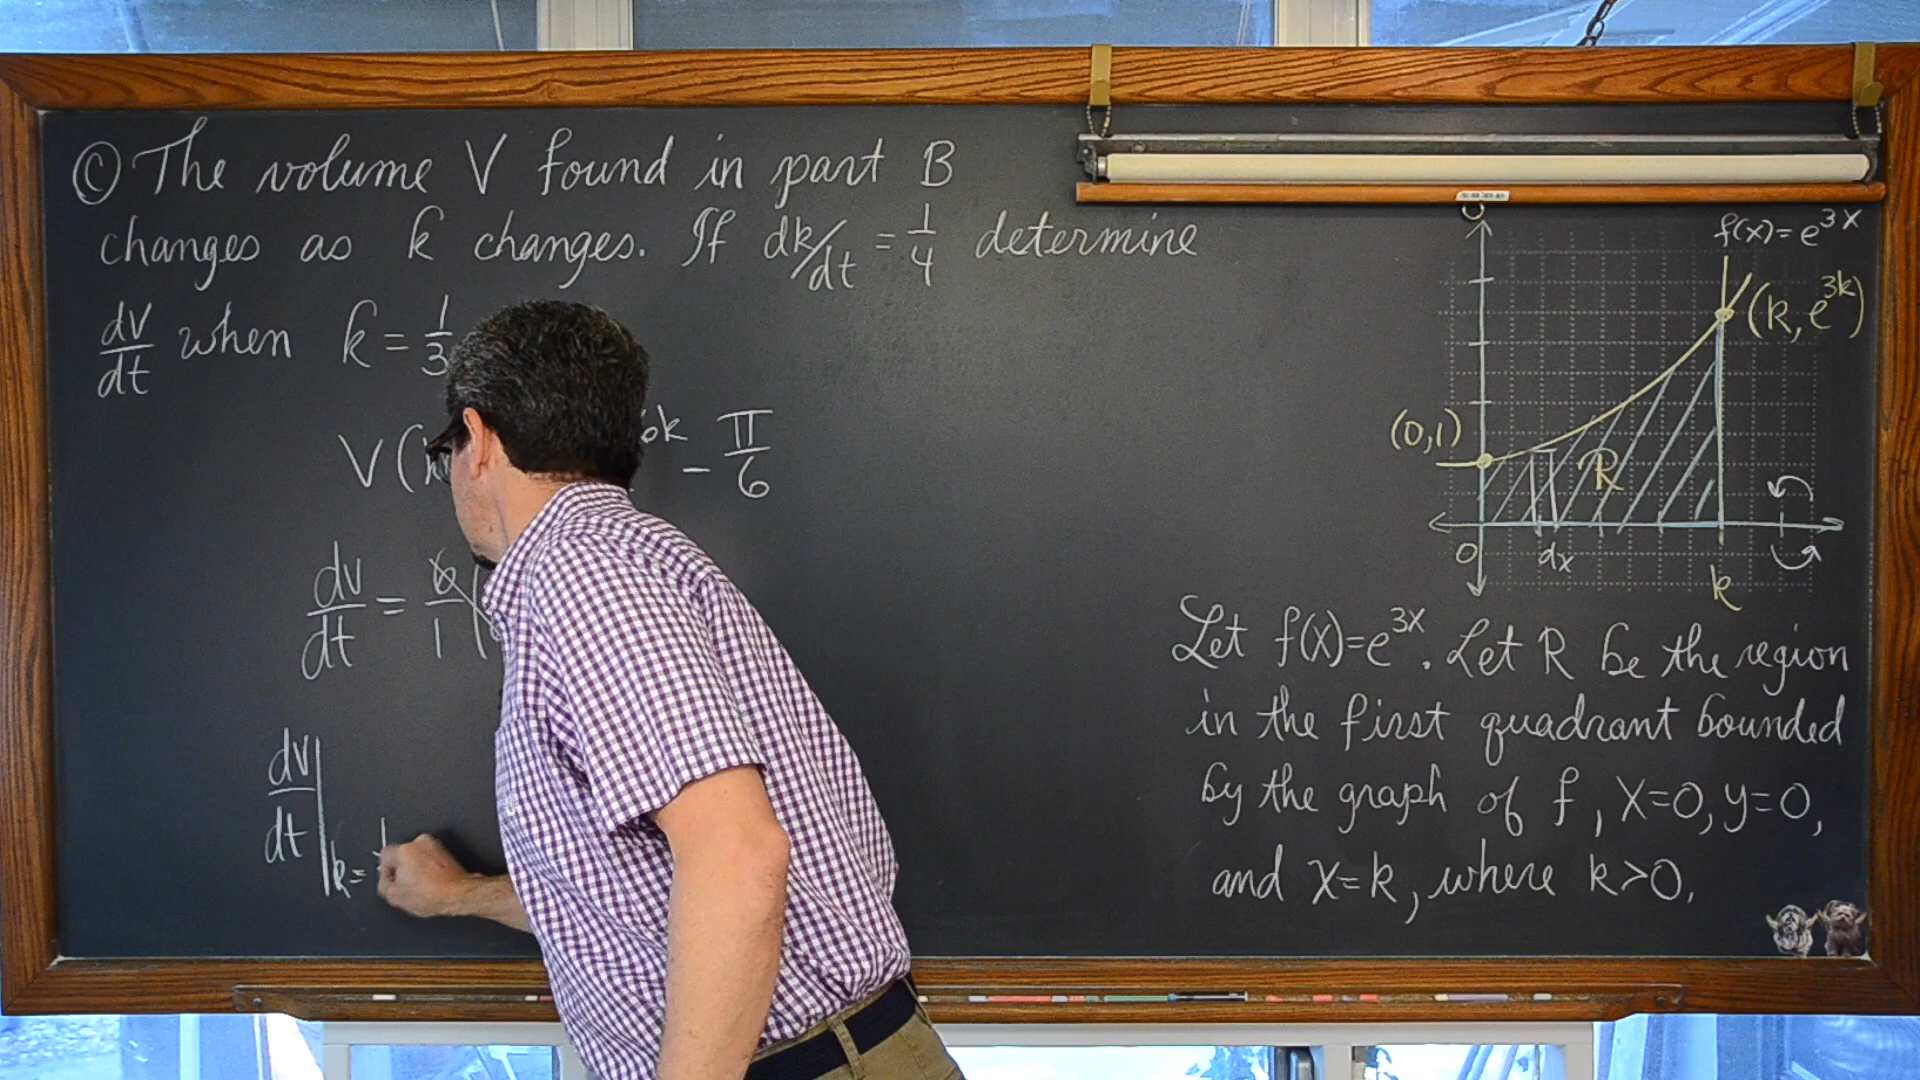 Ⓒ The volume V found in part B
changes as k changes. If dk/dt = 1/4 determine
dV/dt when k = 1/3
V(k 6k - π/6
dV/dt = 6/1
dV/dt | k =
f(x)=e^3x
(k, e^3k)
(0,1)
R
0
dx
k
Let f(x)=e^3x. Let R be the region
in the first quadrant bounded
by the graph of f, x=0, y=0,
and x=k, where k>0.